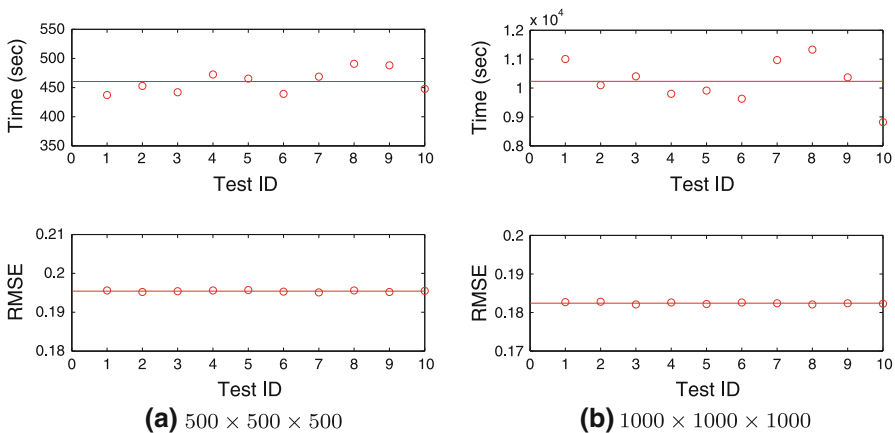 550
500
450
400
350
Time (sec)
0 1 2 3 4 5 6 7 8 9 10
Test ID
x 10⁴
1.1
1.1
1
0.9
0.8
Time (sec)
0 1 2 3 4 5 6 7 8 9 10
Test ID
0.21
0.2
0.19
0.18
RMSE
0 1 2 3 4 5 6 7 8 9 10
Test ID
0.2
0.19
0.18
0.17
RMSE
0 1 2 3 4 5 6 7 8 9 10
Test ID
(a) 500 × 500 × 500
(b) 1000 × 1000 × 1000